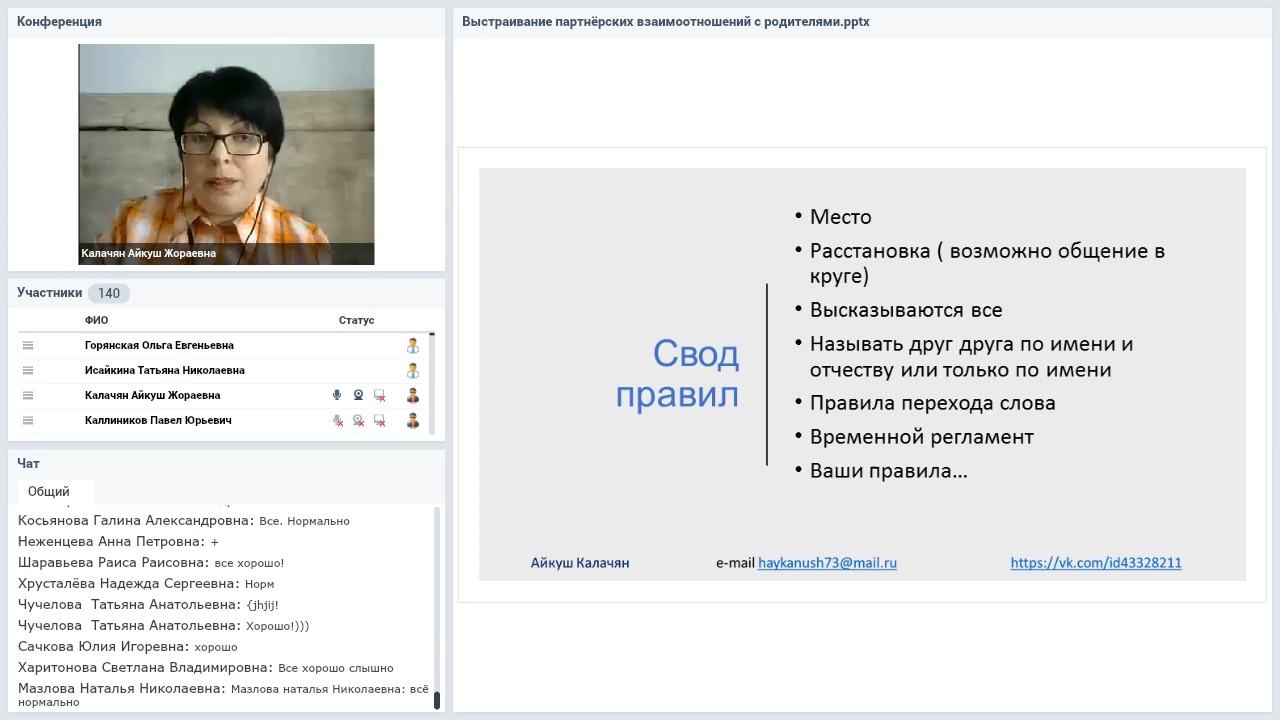 Конференция
Калачян Айкуш Жораевна
Участники 140
ФИО Статус
Горянская Ольга Евгеньевна
Исайкина Татьяна Николаевна
Калачян Айкуш Жораевна
Каллиников Павел Юрьевич
Чат
Общий
Косьянова Галина Александровна: Все. Нормально
Неженцева Анна Петровна: +
Шаравьева Раиса Раисовна: все хорошо!
Хрусталёва Надежда Сергеевна: Норм
Чучелова Татьяна Анатольевна: {jhjij!
Чучелова Татьяна Анатольевна: Хорошо!)))
Сачкова Юлия Игоревна: хорошо
Харитонова Светлана Владимировна: Все хорошо слышно
Мазлова Наталья Николаевна: Мазлова наталья Николаевна: всё
нормально
Выстраивание партнёрских взаимоотношений с родителями.pptx
Свод
правил
• Место
• Расстановка ( возможно общение в
круге)
• Высказываются все
• Называть друг друга по имени и
отчеству или только по имени
• Правила перехода слова
• Временной регламент
• Ваши правила…
Айкуш Калачян e-mail haykanush73@mail.ru https://vk.com/id43328211